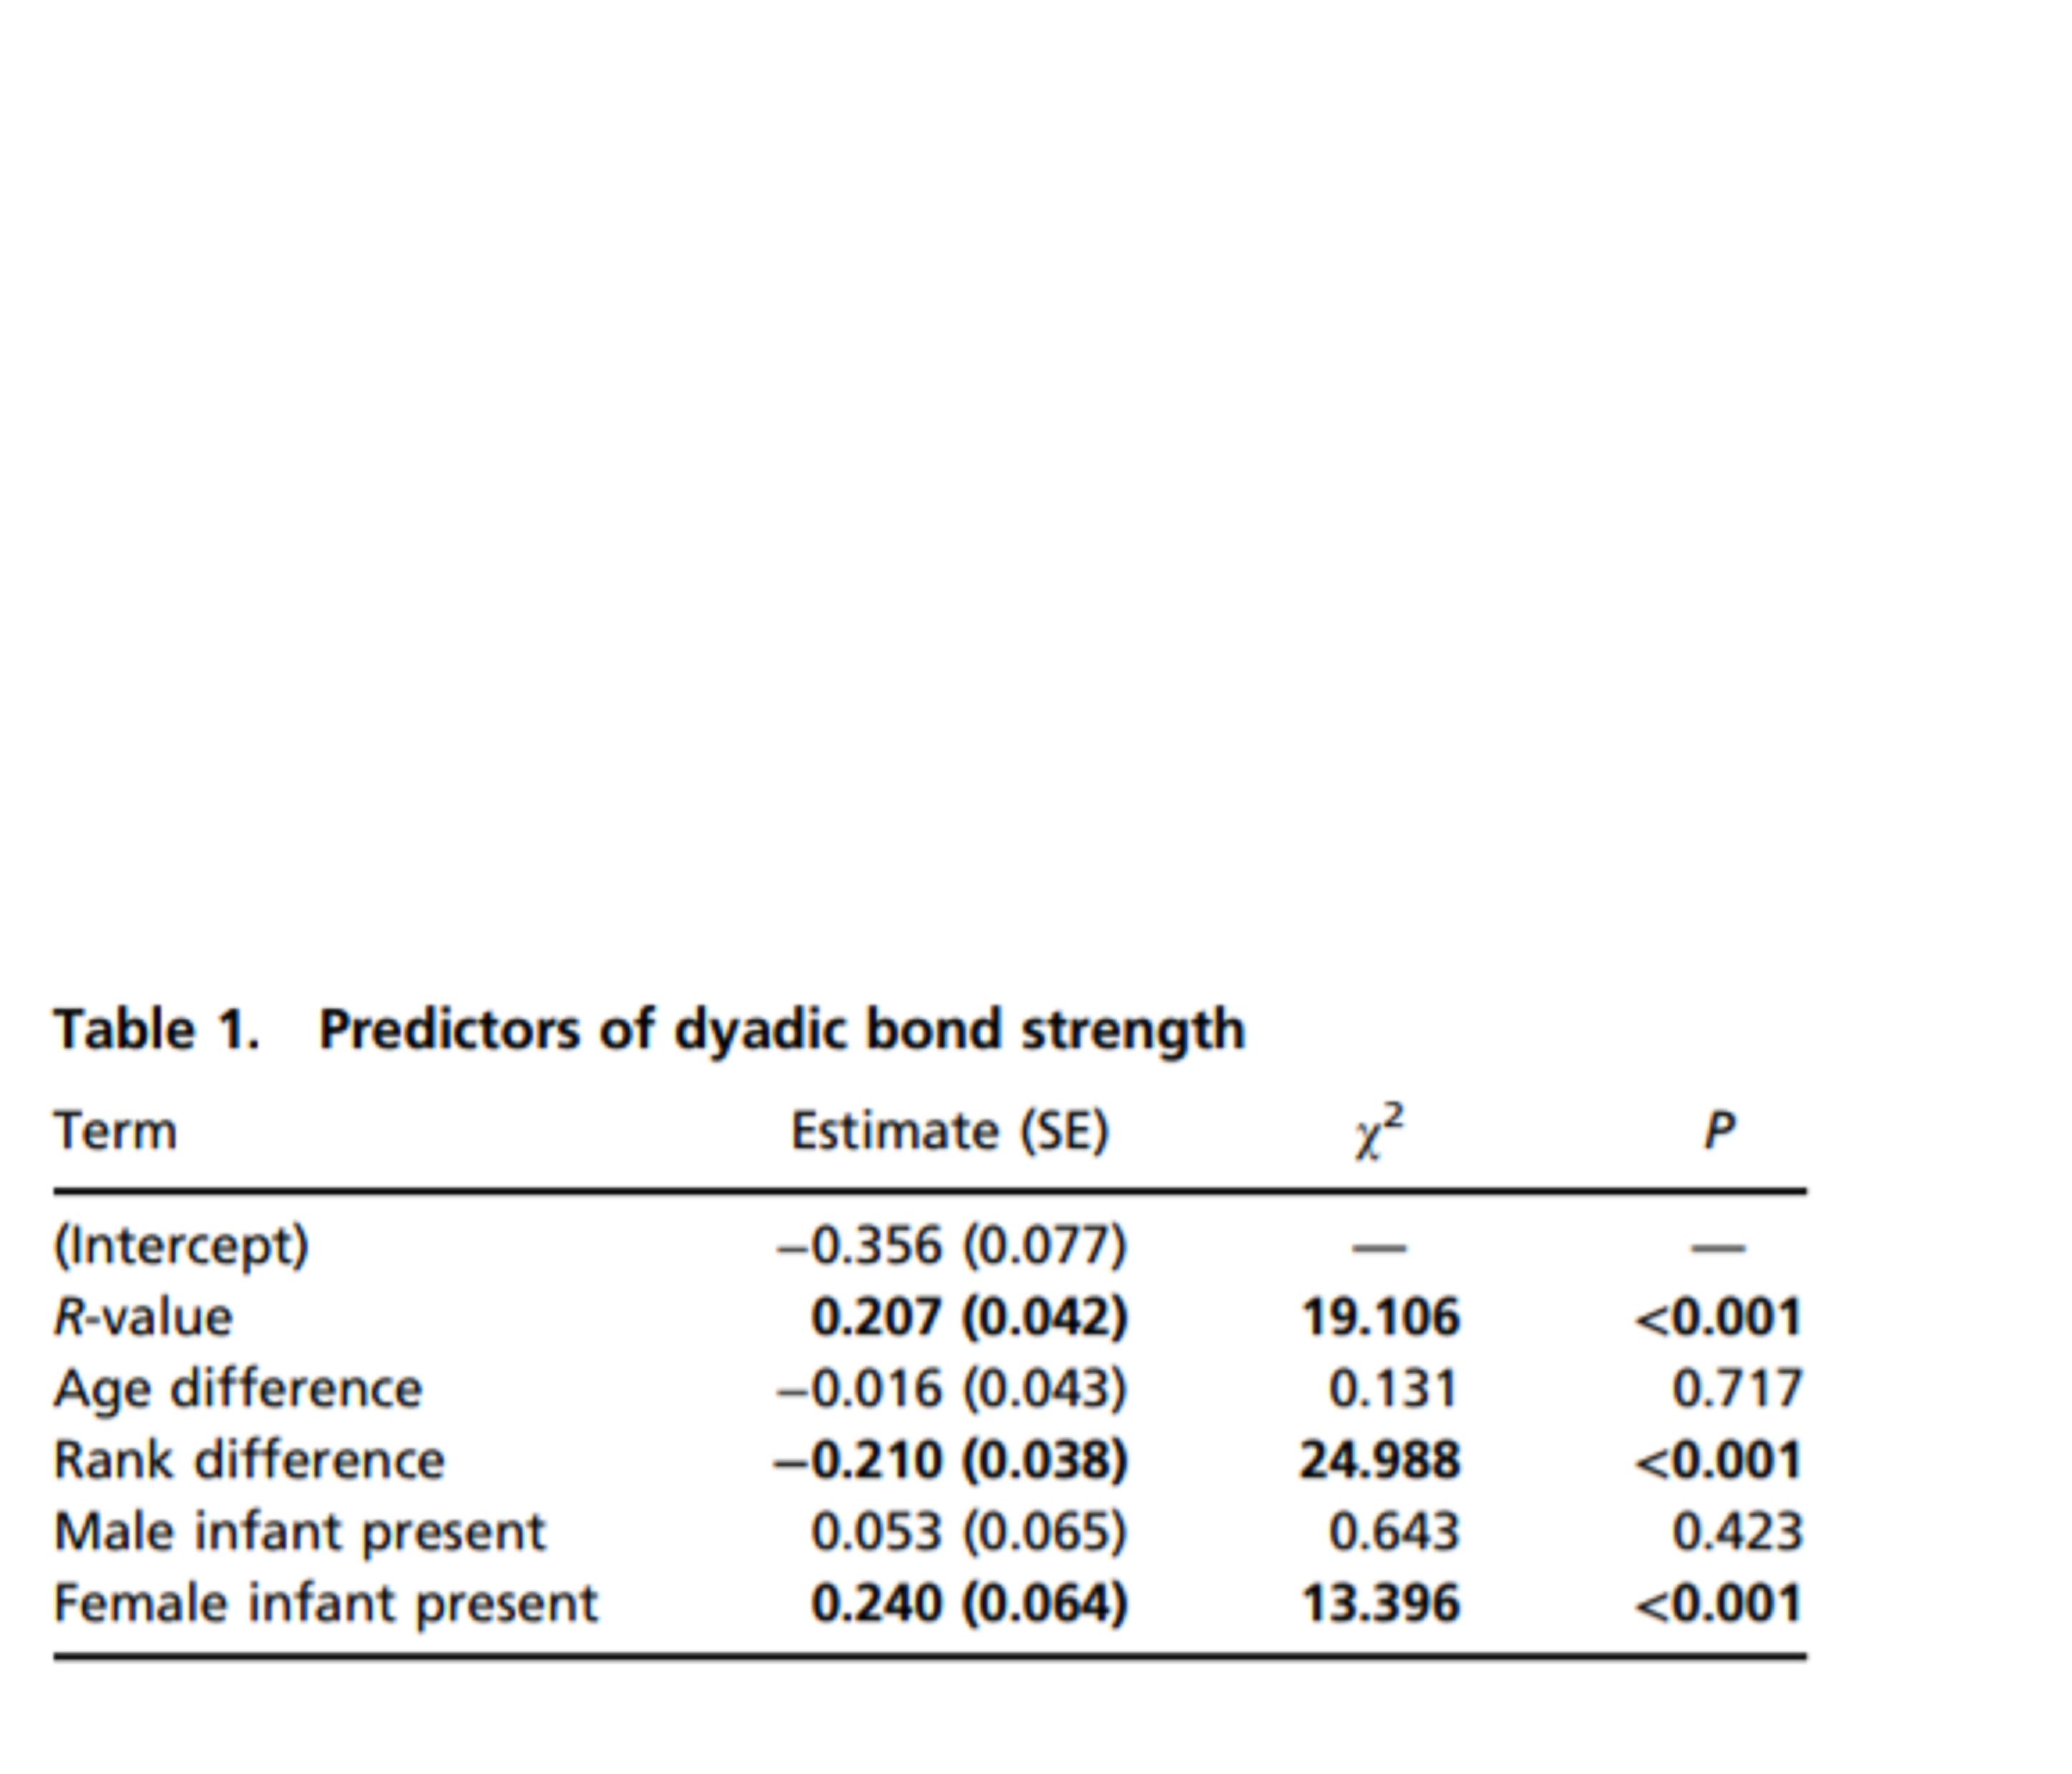 Table 1. Predictors of dyadic bond strength
Term Estimate (SE) χ² P
(Intercept) −0.356 (0.077) — —
R-value 0.207 (0.042) 19.106 <0.001
Age difference −0.016 (0.043) 0.131 0.717
Rank difference −0.210 (0.038) 24.988 <0.001
Male infant present 0.053 (0.065) 0.643 0.423
Female infant present 0.240 (0.064) 13.396 <0.001